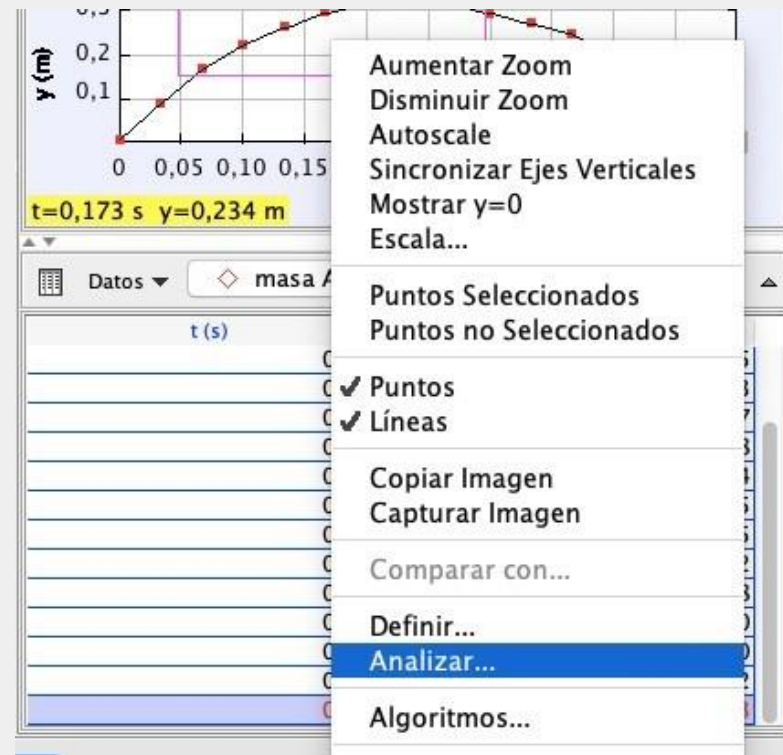 0,3
y (m)
0,2
0,1
0 0,05 0,10 0,15
t=0,173 s y=0,234 m
Datos
masa A
t (s)
Aumentar Zoom
Disminuir Zoom
Autoscale
Sincronizar Ejes Verticales
Mostrar y=0
Escala...
Puntos Seleccionados
Puntos no Seleccionados
Puntos
Líneas
Copiar Imagen
Capturar Imagen
Comparar con...
Definir...
Analizar...
Algoritmos...